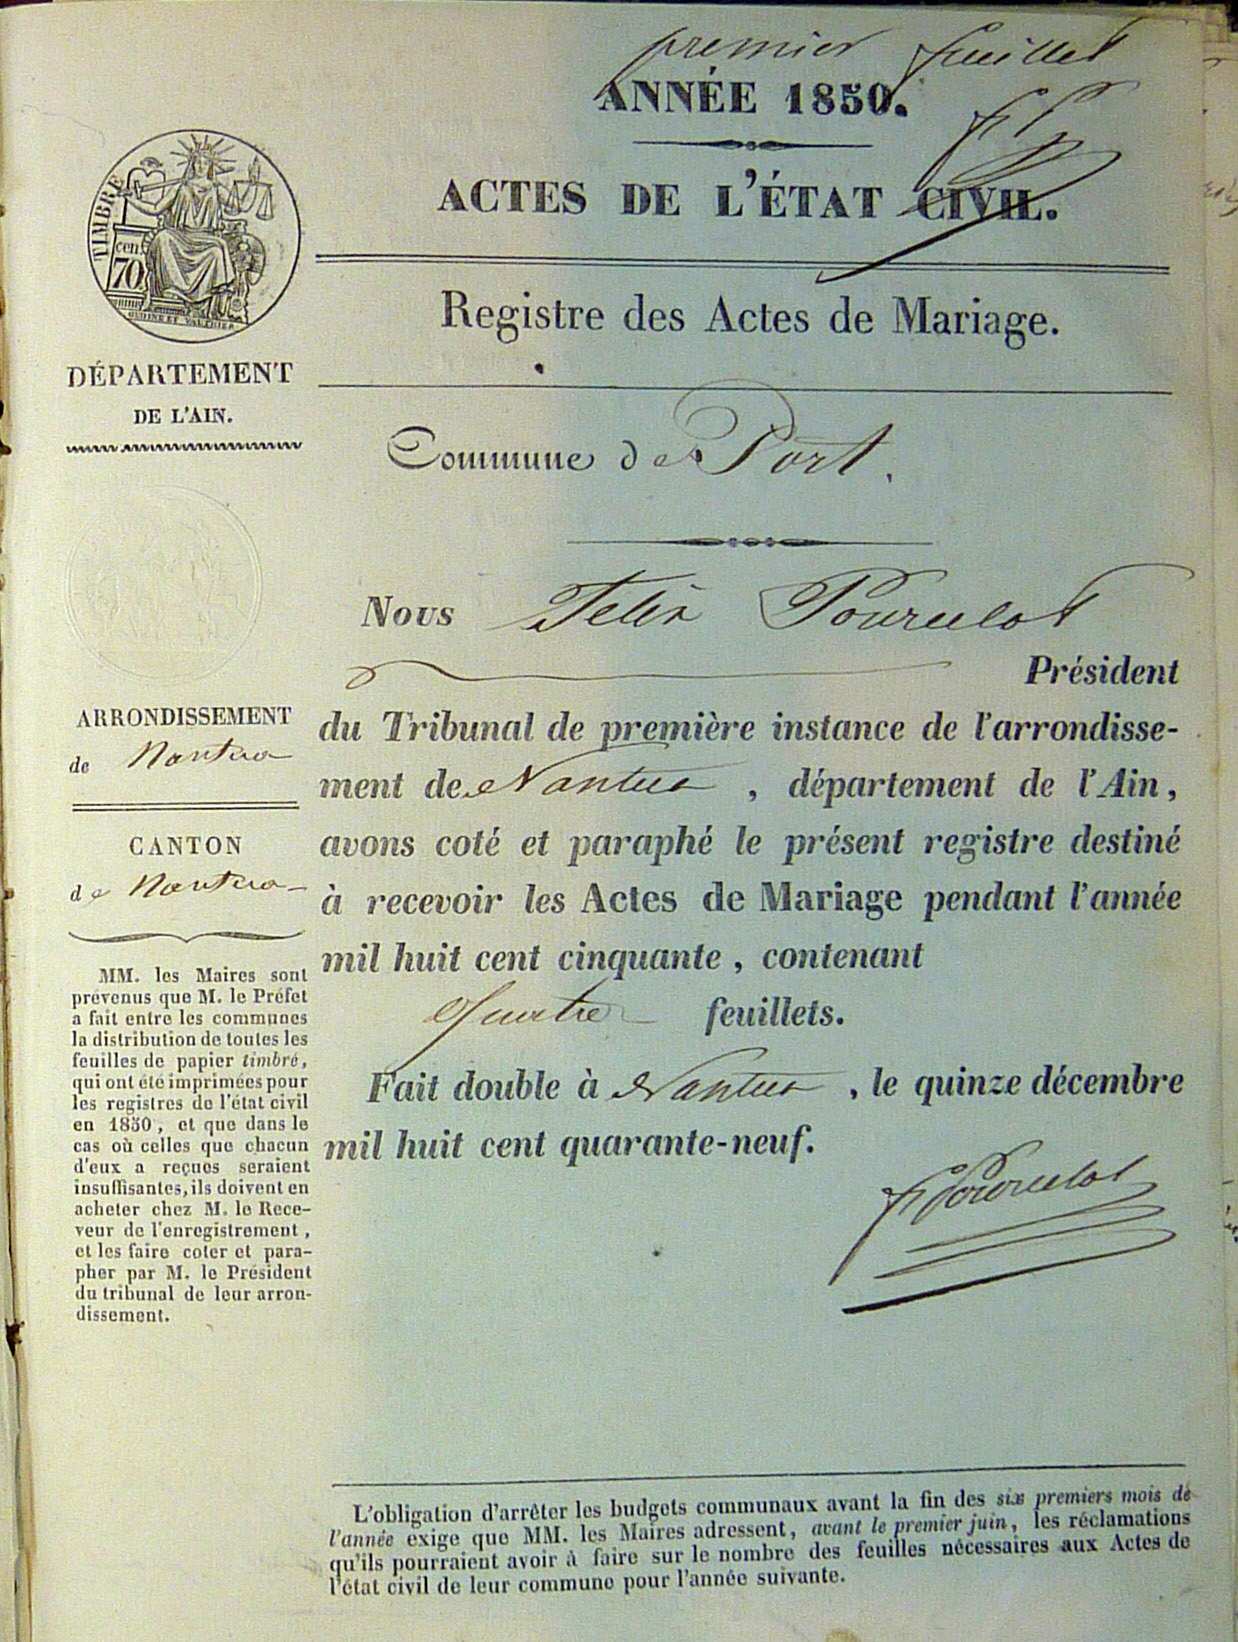 premier feuillet
ANNÉE 1850.
ACTES DE L'ÉTAT CIVIL.
TIMBRE
cen.
70
Registre des Actes de Mariage.
DÉPARTEMENT
DE L'AIN.
Commune de Port.
Nous Felix Pourcelot
Président
du Tribunal de première instance de l'arrondisse-
ment de Nantua, département de l'Ain,
avons coté et paraphé le présent registre destiné
à recevoir les Actes de Mariage pendant l'année
mil huit cent cinquante, contenant
Quatre feuillets.
Fait double à Nantua, le quinze décembre
mil huit cent quarante-neuf.
F Pourcelot
ARRONDISSEMENT
de Nantua
CANTON
de Nantua
MM. les Maires sont
prévenus que M. le Préfet
a fait entre les communes
la distribution de toutes les
feuilles de papier timbré,
qui ont été imprimées pour
les registres de l'état civil
en 1850, et que dans le
cas où celles que chacun
d'eux a reçues seraient
insuffisantes, ils doivent en
acheter chez M. le Rece-
veur de l'enregistrement,
et les faire coter et para-
pher par M. le Président
du tribunal de leur arron-
dissement.
L'obligation d'arrêter les budgets communaux avant la fin des six premiers mois de
l'année exige que MM. les Maires adressent, avant le premier juin, les réclamations
qu'ils pourraient avoir à faire sur le nombre des feuilles nécessaires aux Actes de
l'état civil de leur commune pour l'année suivante.